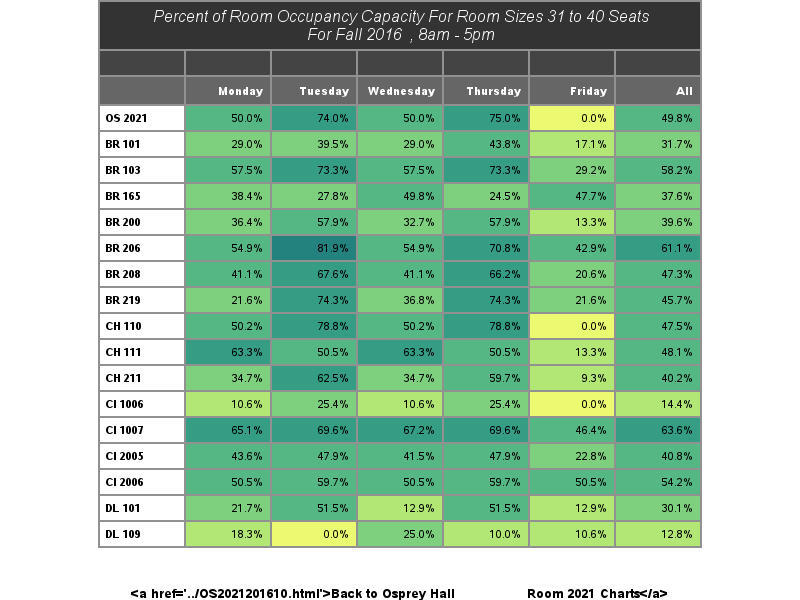 Percent of Room Occupancy Capacity For Room Sizes 31 to 40 Seats
For Fall 2016 , 8am - 5pm
Monday Tuesday Wednesday Thursday Friday All
OS 2021 50.0% 74.0% 50.0% 75.0% 0.0% 49.8%
BR 101 29.0% 39.5% 29.0% 43.8% 17.1% 31.7%
BR 103 57.5% 73.3% 57.5% 73.3% 29.2% 58.2%
BR 165 38.4% 27.8% 49.8% 24.5% 47.7% 37.6%
BR 200 36.4% 57.9% 32.7% 57.9% 13.3% 39.6%
BR 206 54.9% 81.9% 54.9% 70.8% 42.9% 61.1%
BR 208 41.1% 67.6% 41.1% 66.2% 20.6% 47.3%
BR 219 21.6% 74.3% 36.8% 74.3% 21.6% 45.7%
CH 110 50.2% 78.8% 50.2% 78.8% 0.0% 47.5%
CH 111 63.3% 50.5% 63.3% 50.5% 13.3% 48.1%
CH 211 34.7% 62.5% 34.7% 59.7% 9.3% 40.2%
CI 1006 10.6% 25.4% 10.6% 25.4% 0.0% 14.4%
CI 1007 65.1% 69.6% 67.2% 69.6% 46.4% 63.6%
CI 2005 43.6% 47.9% 41.5% 47.9% 22.8% 40.8%
CI 2006 50.5% 59.7% 50.5% 59.7% 50.5% 54.2%
DL 101 21.7% 51.5% 12.9% 51.5% 12.9% 30.1%
DL 109 18.3% 0.0% 25.0% 10.0% 10.6% 12.8%
<a href='../OS2021201610.html'>Back to Osprey Hall Room 2021 Charts</a>